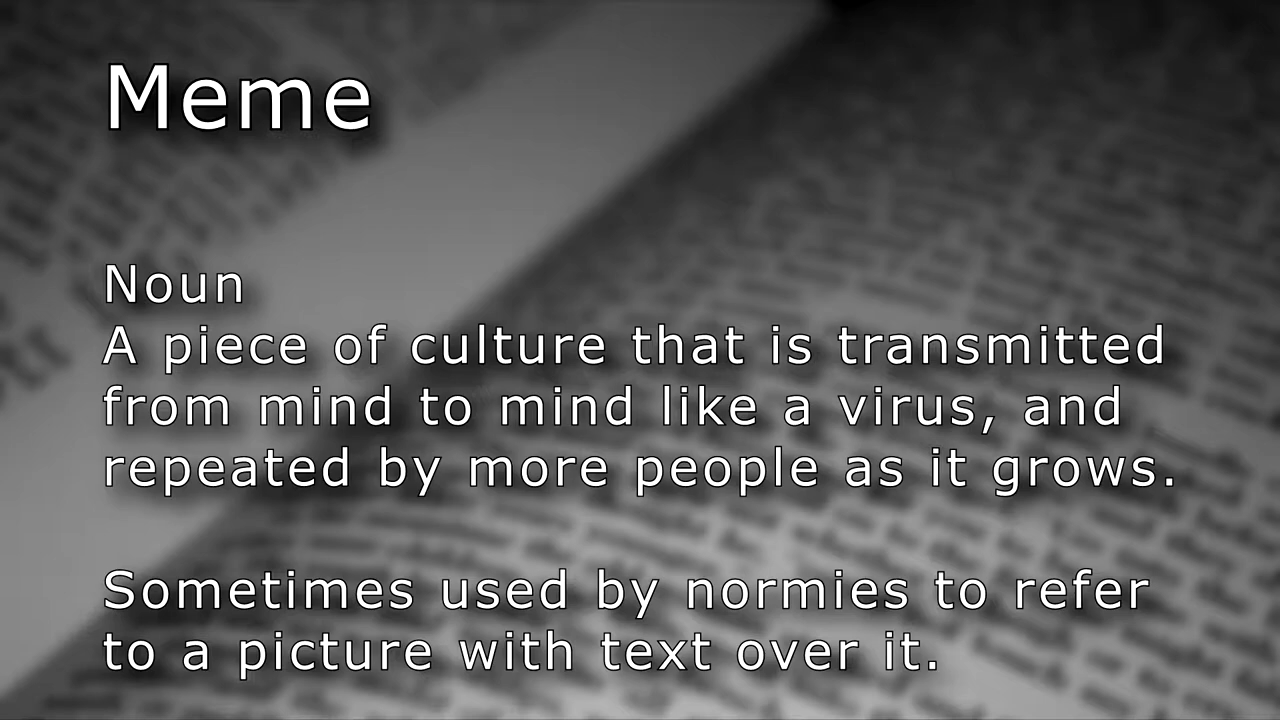 Meme
Noun
A piece of culture that is transmitted
from mind to mind like a virus, and
repeated by more people as it grows.
Sometimes used by normies to refer
to a picture with text over it.